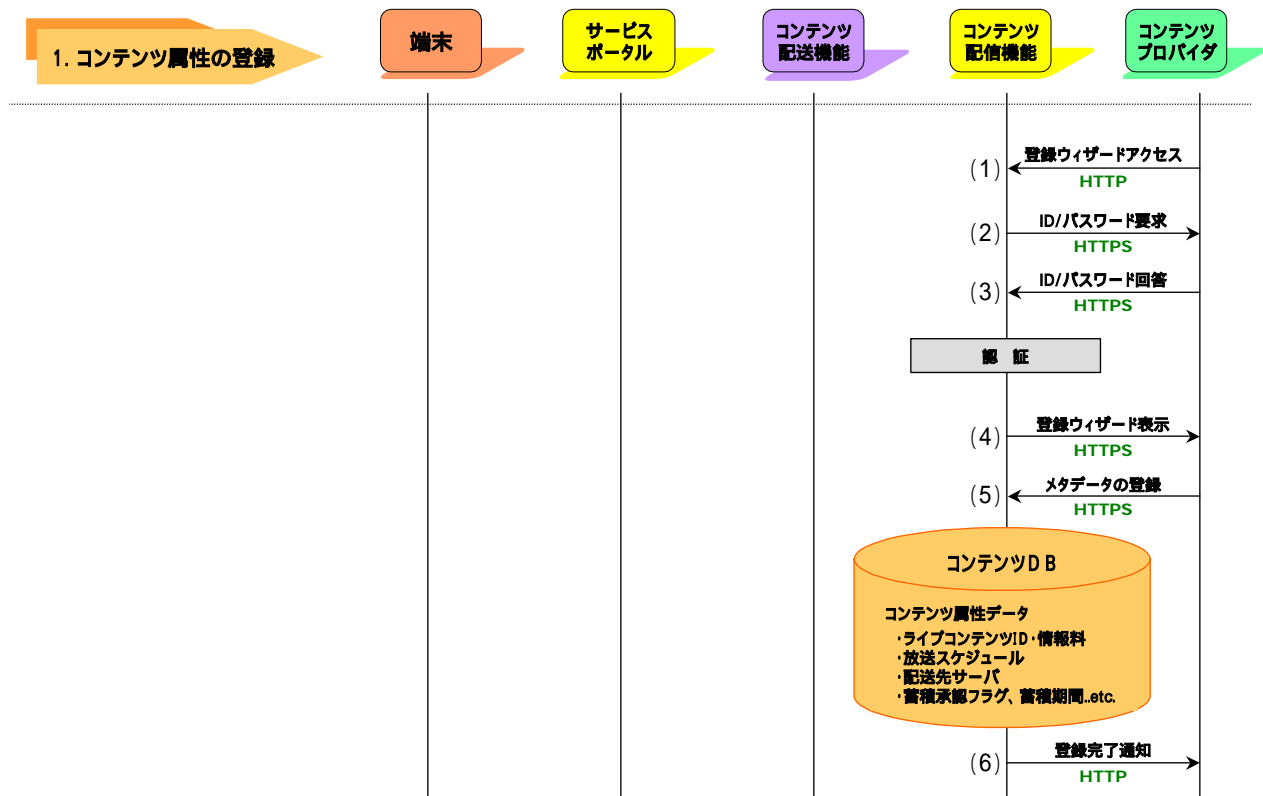 1. コンテンツ属性の登録
端末
サービス
ポータル
コンテンツ
配送機能
コンテンツ
配信機能
コンテンツ
プロバイダ
(1)
登録ウィザードアクセス
HTTP
(2)
ID/パスワード要求
HTTPS
(3)
ID/パスワード回答
HTTPS
認 証
(4)
登録ウィザード表示
HTTPS
(5)
メタデータの登録
HTTPS
コンテンツDB
コンテンツ属性データ
・ライブコンテンツID・情報料
・放送スケジュール
・配送先サーバ
・蓄積承認フラグ、蓄積期間..etc.
(6)
登録完了通知
HTTP